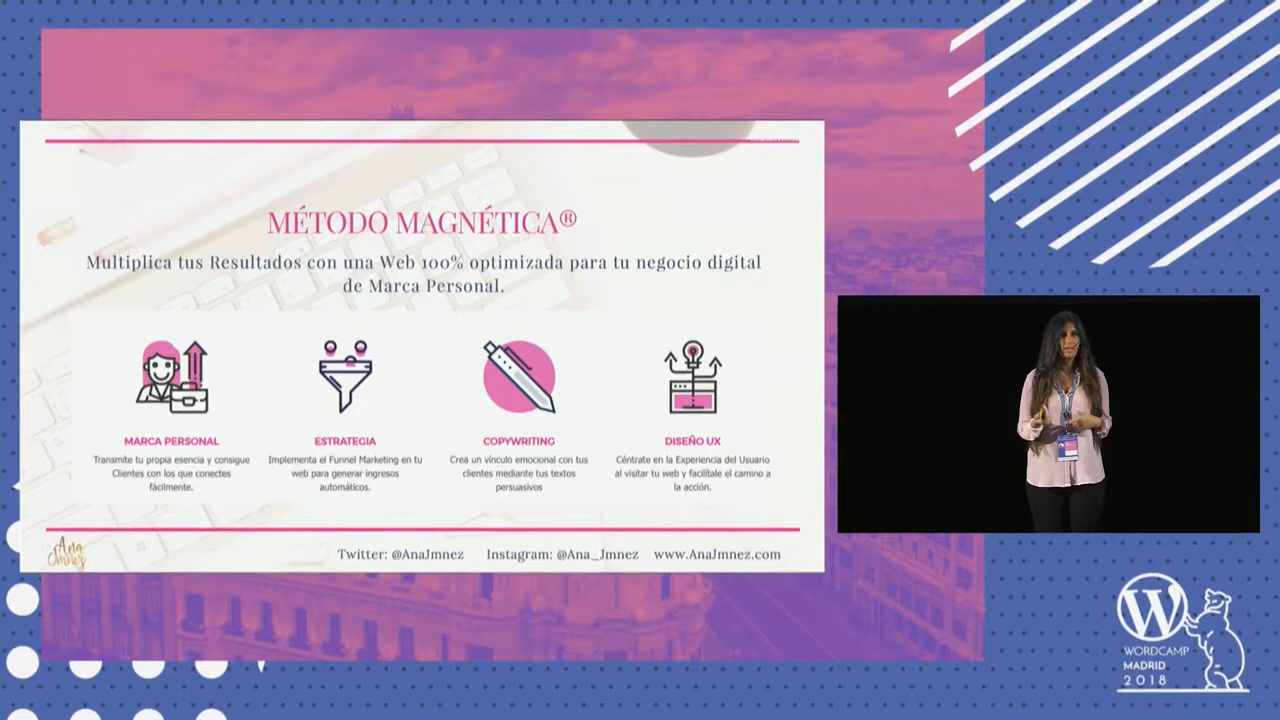 MÉTODO MAGNÉTICA®
Multiplica tus Resultados con una Web 100% optimizada para tu negocio digital
de Marca Personal.
MARCA PERSONAL
Transmite tu propia esencia y consigue
Clientes con los que conectes
fácilmente.
ESTRATEGIA
Implementa el Funnel Marketing en tu
web para generar ingresos
automáticos.
COPYWRITING
Crea un vínculo emocional con tus
clientes mediante tus textos
persuasivos
DISEÑO UX
Céntrate en la Experiencia del Usuario
al visitar tu web y facilítale el camino a
la acción.
Ana
Jmnez
Twitter: @AnaJmnez Instagram: @Ana_Jmnez www.AnaJmnez.com
W
WORDCAMP
MADRID
2018